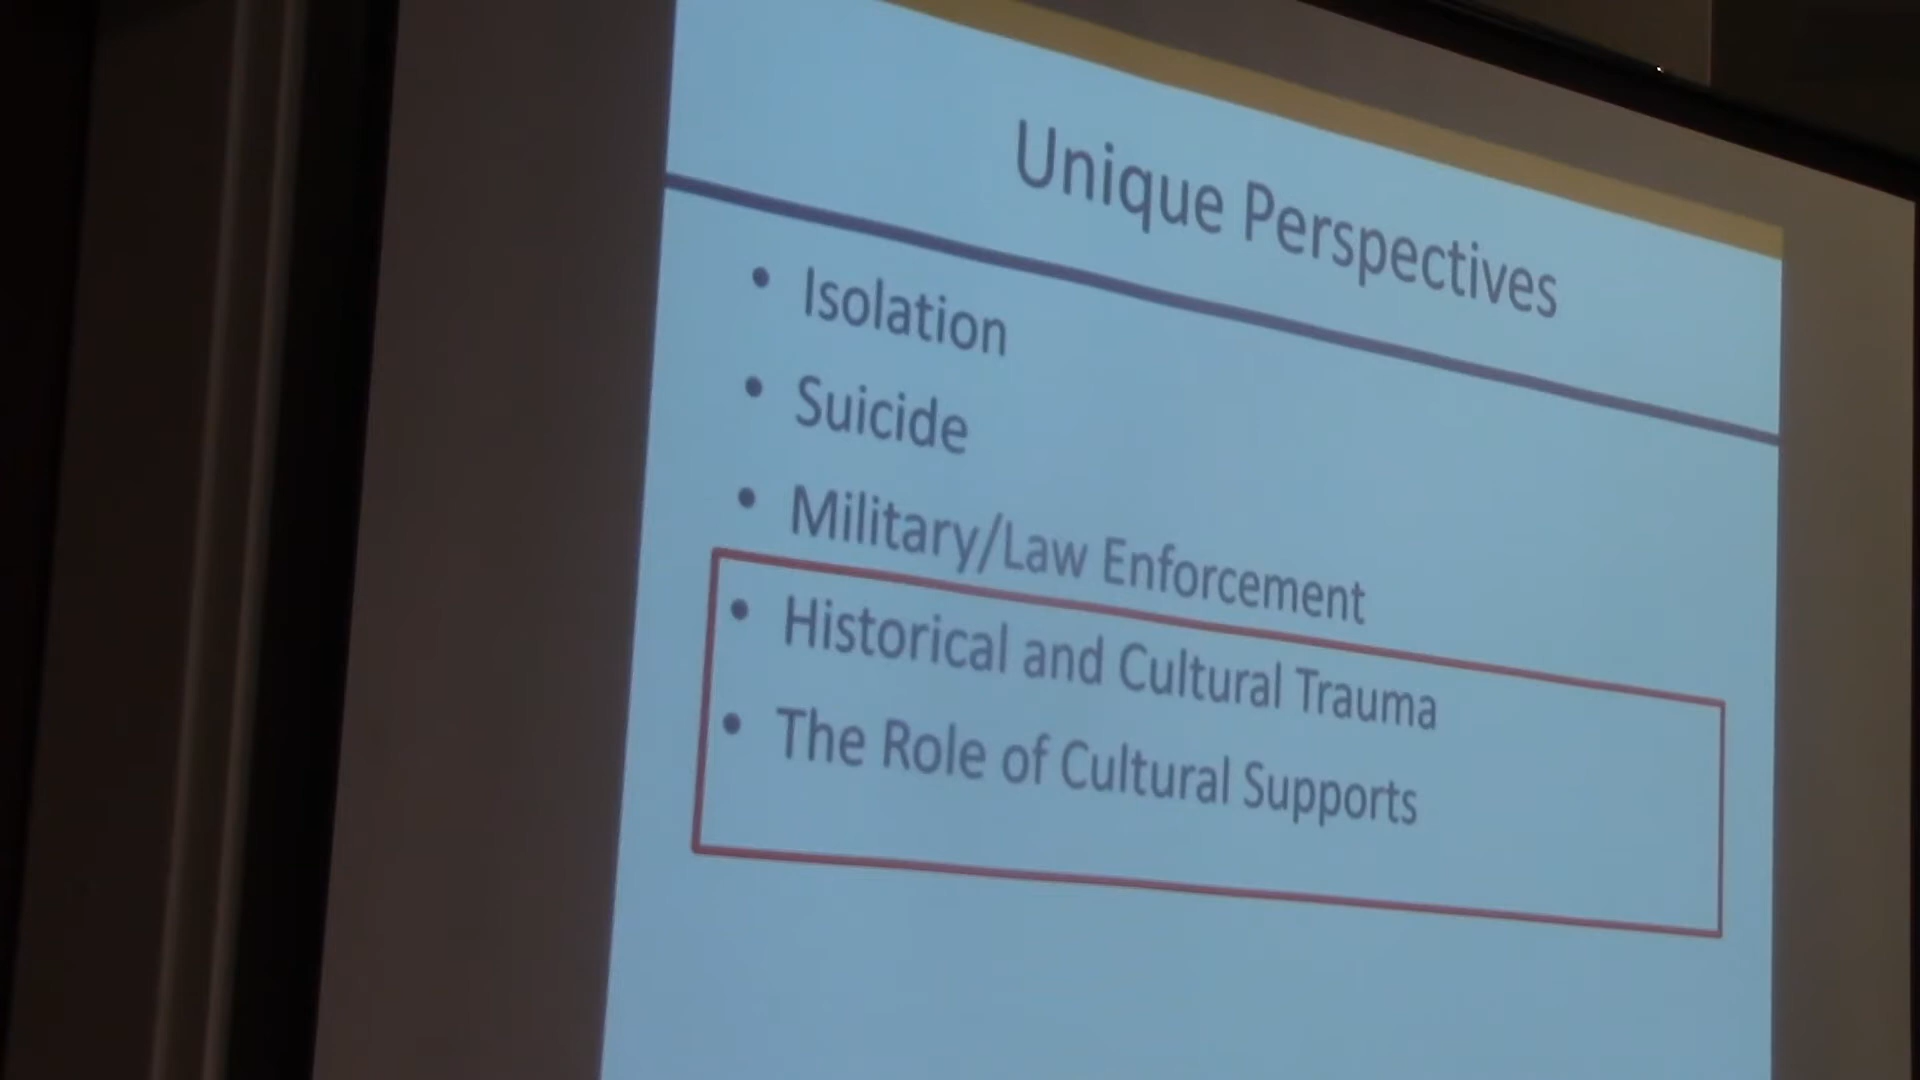 Unique Perspectives
• Isolation
• Suicide
• Military/Law Enforcement
• Historical and Cultural Trauma
• The Role of Cultural Supports